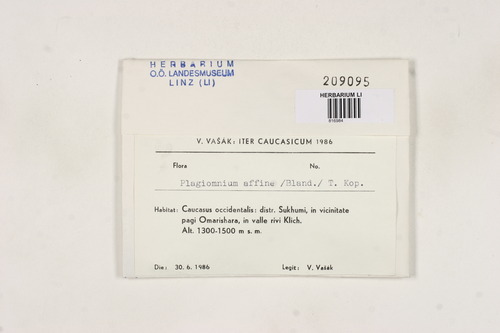 HERBARIUM
O.Ö. LANDESMUSEUM
LINZ (LI)
209095
HERBARIUM LI
V. VAŠÁK: ITER CAUCASICUM 1986
Flora No.
Plagiomnium affine /Bland./ T. Kop.
Habitat: Caucasus occidentalis: distr. Sukhumi, in vicinitate
pagi Omarishara, in valle rivi Klich.
Alt. 1300-1500 m s. m.
Die: 30. 6. 1986 Legit: V. Vašák